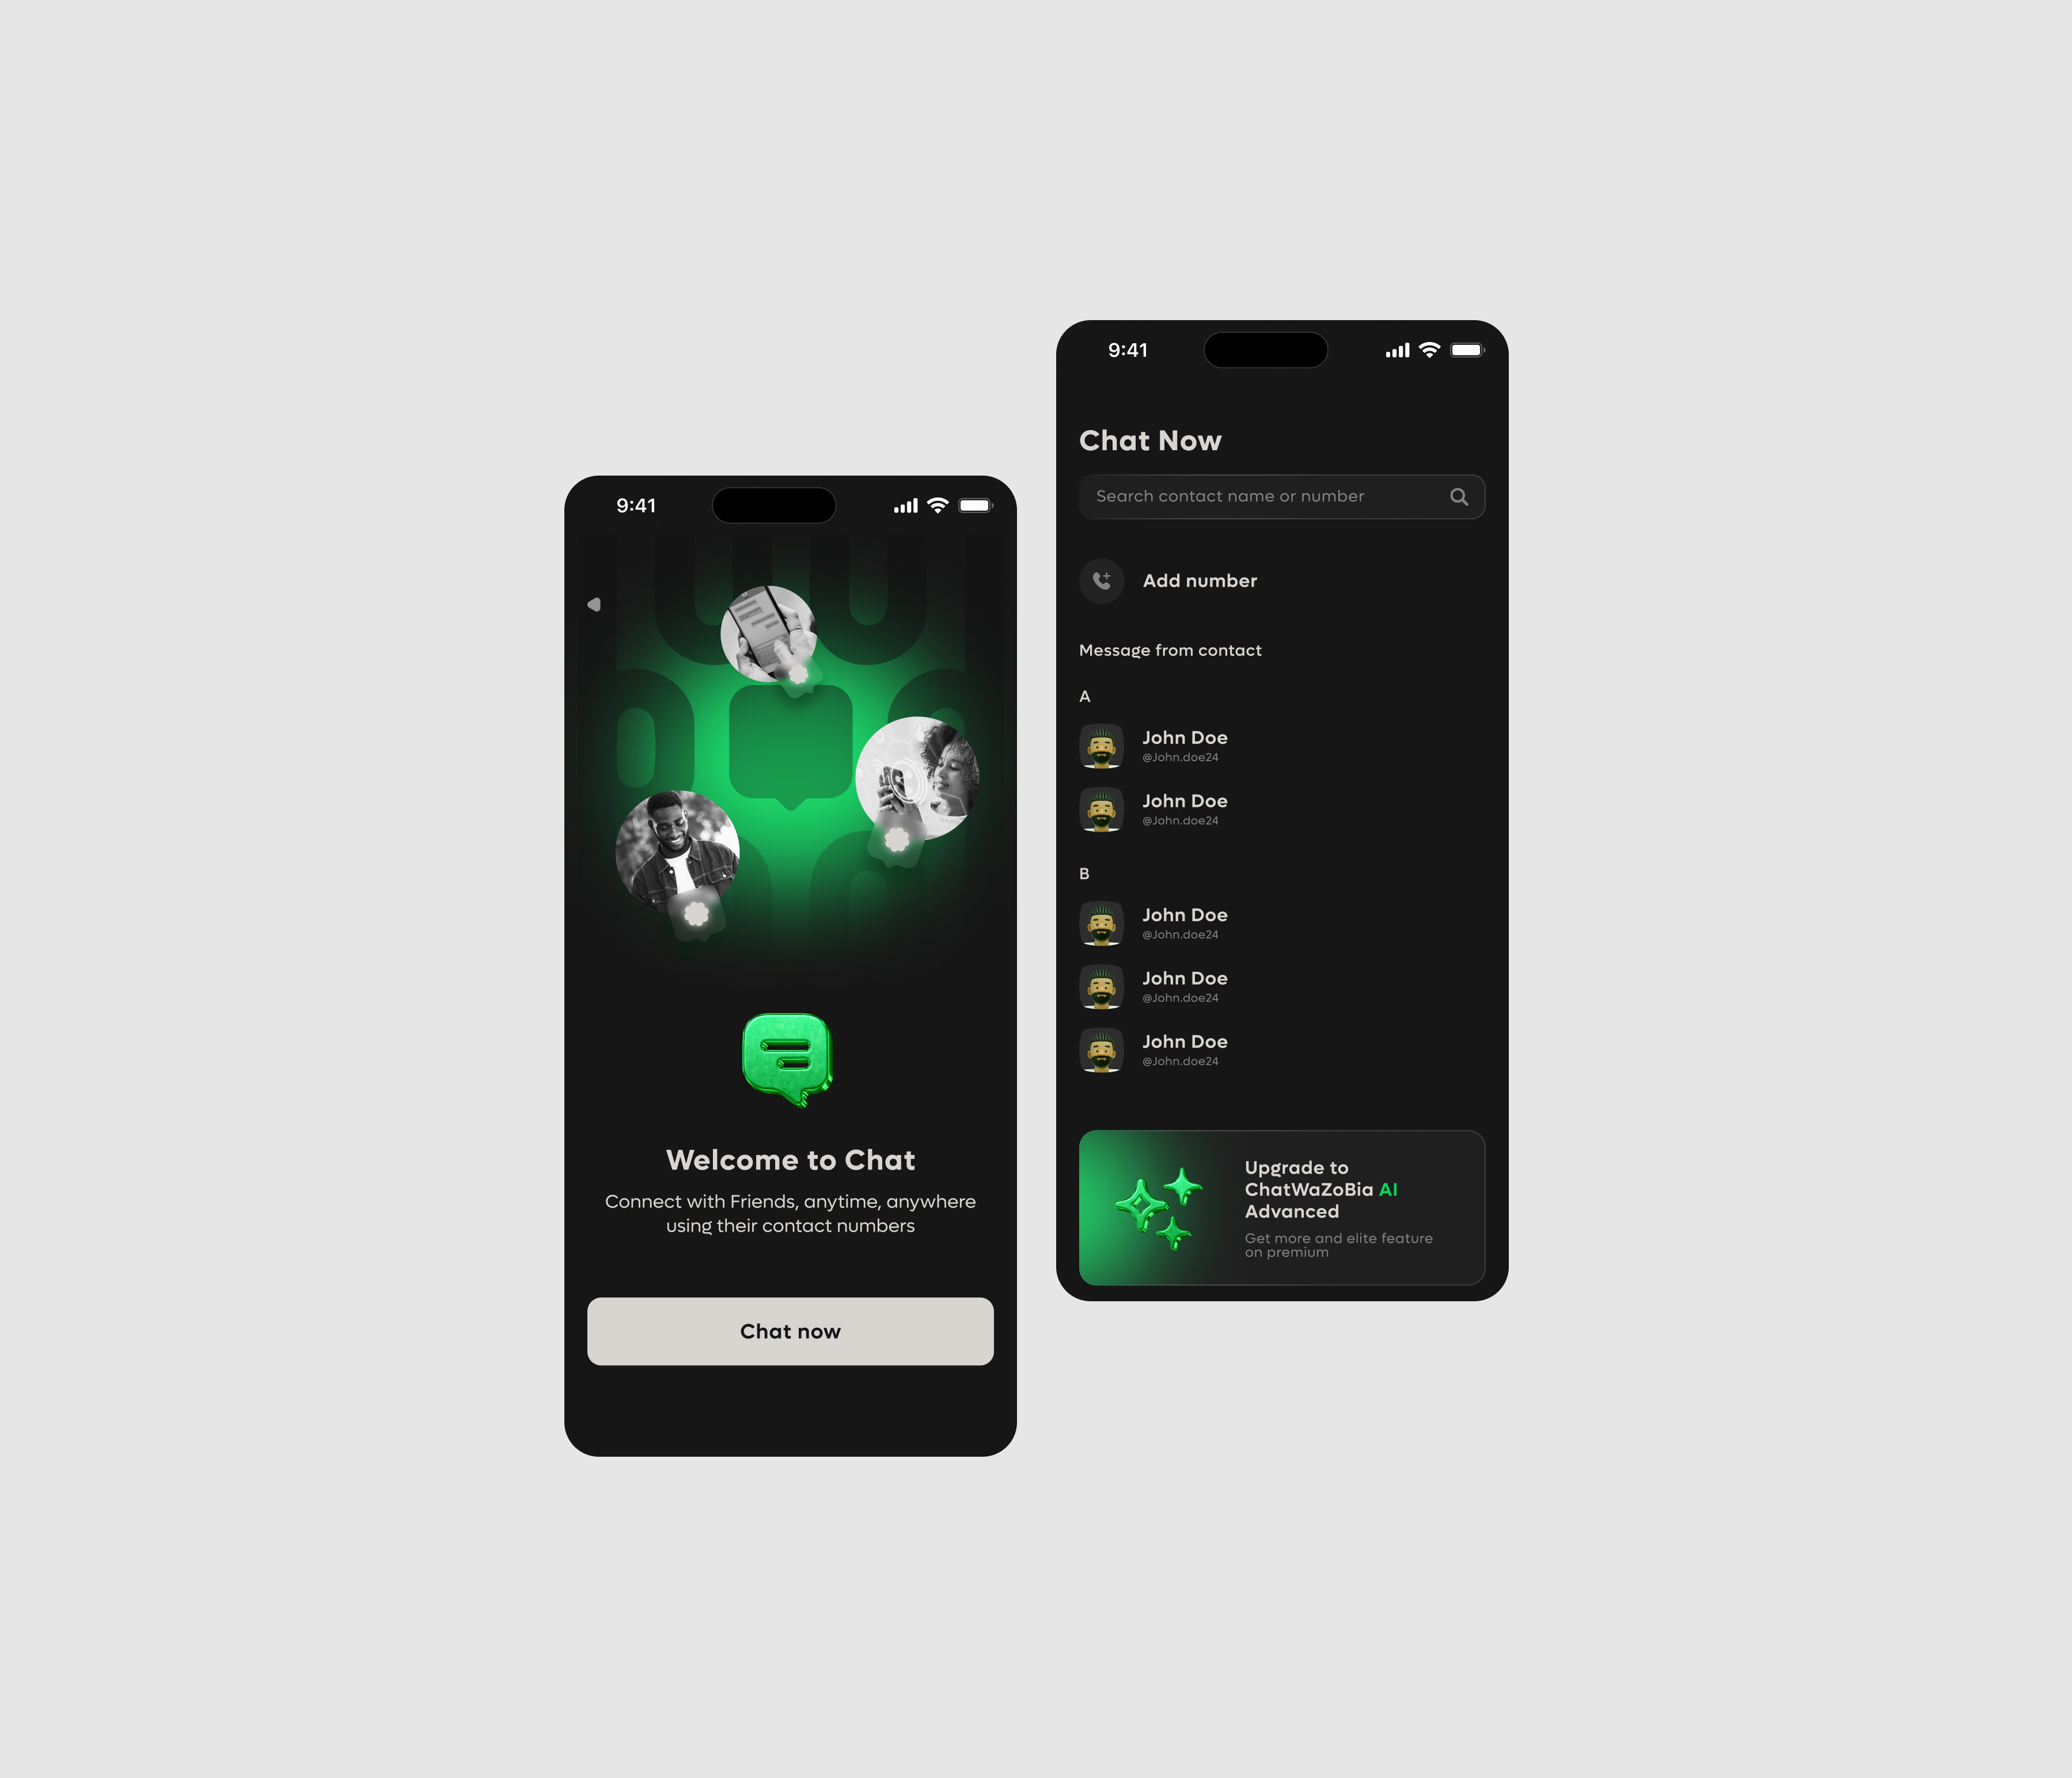 9:41
Welcome to Chat
Connect with Friends, anytime, anywhere
using their contact numbers
Chat now
9:41
Chat Now
Search contact name or number
Add number
Message from contact
A
John Doe
@John.doe24
John Doe
@John.doe24
B
John Doe
@John.doe24
John Doe
@John.doe24
John Doe
@John.doe24
Upgrade to
ChatWaZoBia AI
Advanced
Get more and elite feature
on premium